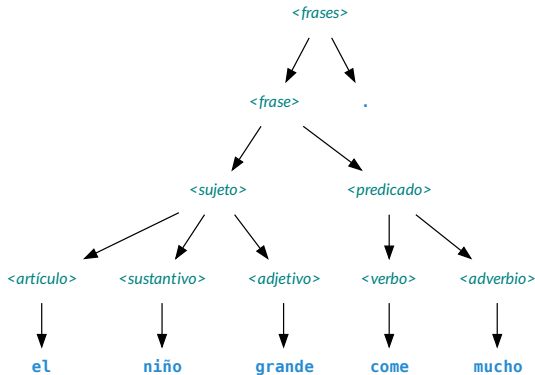 <frases>
<frase> .
<sujeto> <predicado>
<artículo> <sustantivo> <adjetivo> <verbo> <adverbio>
el niño grande come mucho